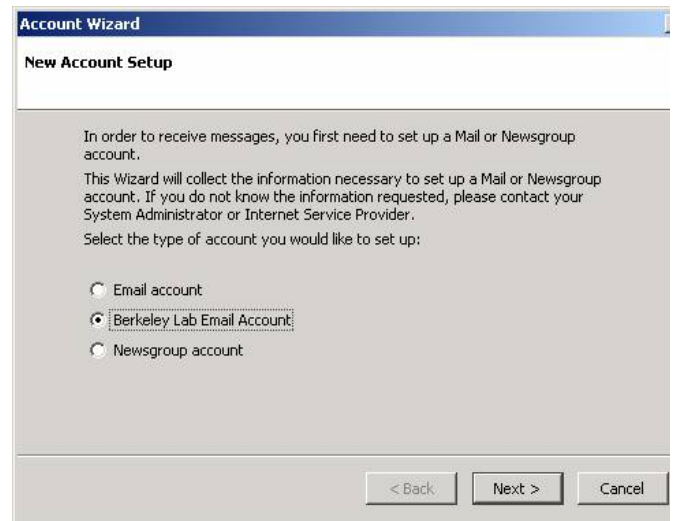 Account Wizard
New Account Setup
In order to receive messages, you first need to set up a Mail or Newsgroup
account.
This Wizard will collect the information necessary to set up a Mail or Newsgroup
account. If you do not know the information requested, please contact your
System Administrator or Internet Service Provider.
Select the type of account you would like to set up:
Email account
Berkeley Lab Email Account
Newsgroup account
< Back Next > Cancel